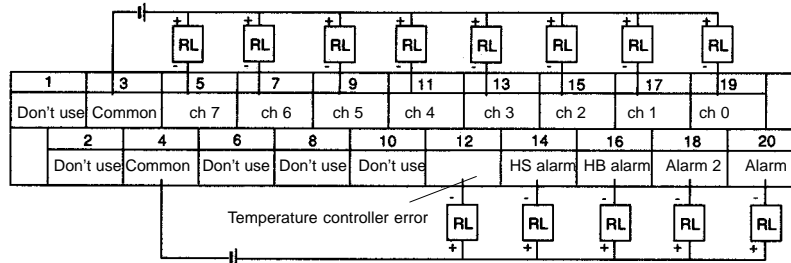 + + + + + + + +
RL RL RL RL RL RL RL RL
- - - - - - - -
1 3 5 7 9 11 13 15 17 19
Don't use Common ch 7 ch 6 ch 5 ch 4 ch 3 ch 2 ch 1 ch 0
2 4 6 8 10 12 14 16 18 20
Don't use Common Don't use Don't use Don't use HS alarm HB alarm Alarm 2 Alarm
Temperature controller error
- - - - -
RL RL RL RL RL
+ + + + +